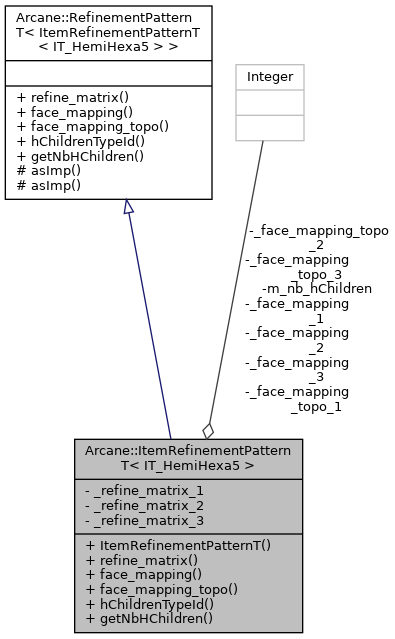 Arcane::RefinementPattern
T< ItemRefinementPatternT
< IT_HemiHexa5 > >
+ refine_matrix()
+ face_mapping()
+ face_mapping_topo()
+ hChildrenTypeId()
+ getNbHChildren()
# asImp()
# asImp()
Integer
-_face_mapping_topo
_2
-_face_mapping
_topo_3
-m_nb_hChildren
-_face_mapping
_1
-_face_mapping
_2
-_face_mapping
_3
-_face_mapping
_topo_1
Arcane::ItemRefinementPattern
T< IT_HemiHexa5 >
- _refine_matrix_1
- _refine_matrix_2
- _refine_matrix_3
+ ItemRefinementPatternT()
+ refine_matrix()
+ face_mapping()
+ face_mapping_topo()
+ hChildrenTypeId()
+ getNbHChildren()